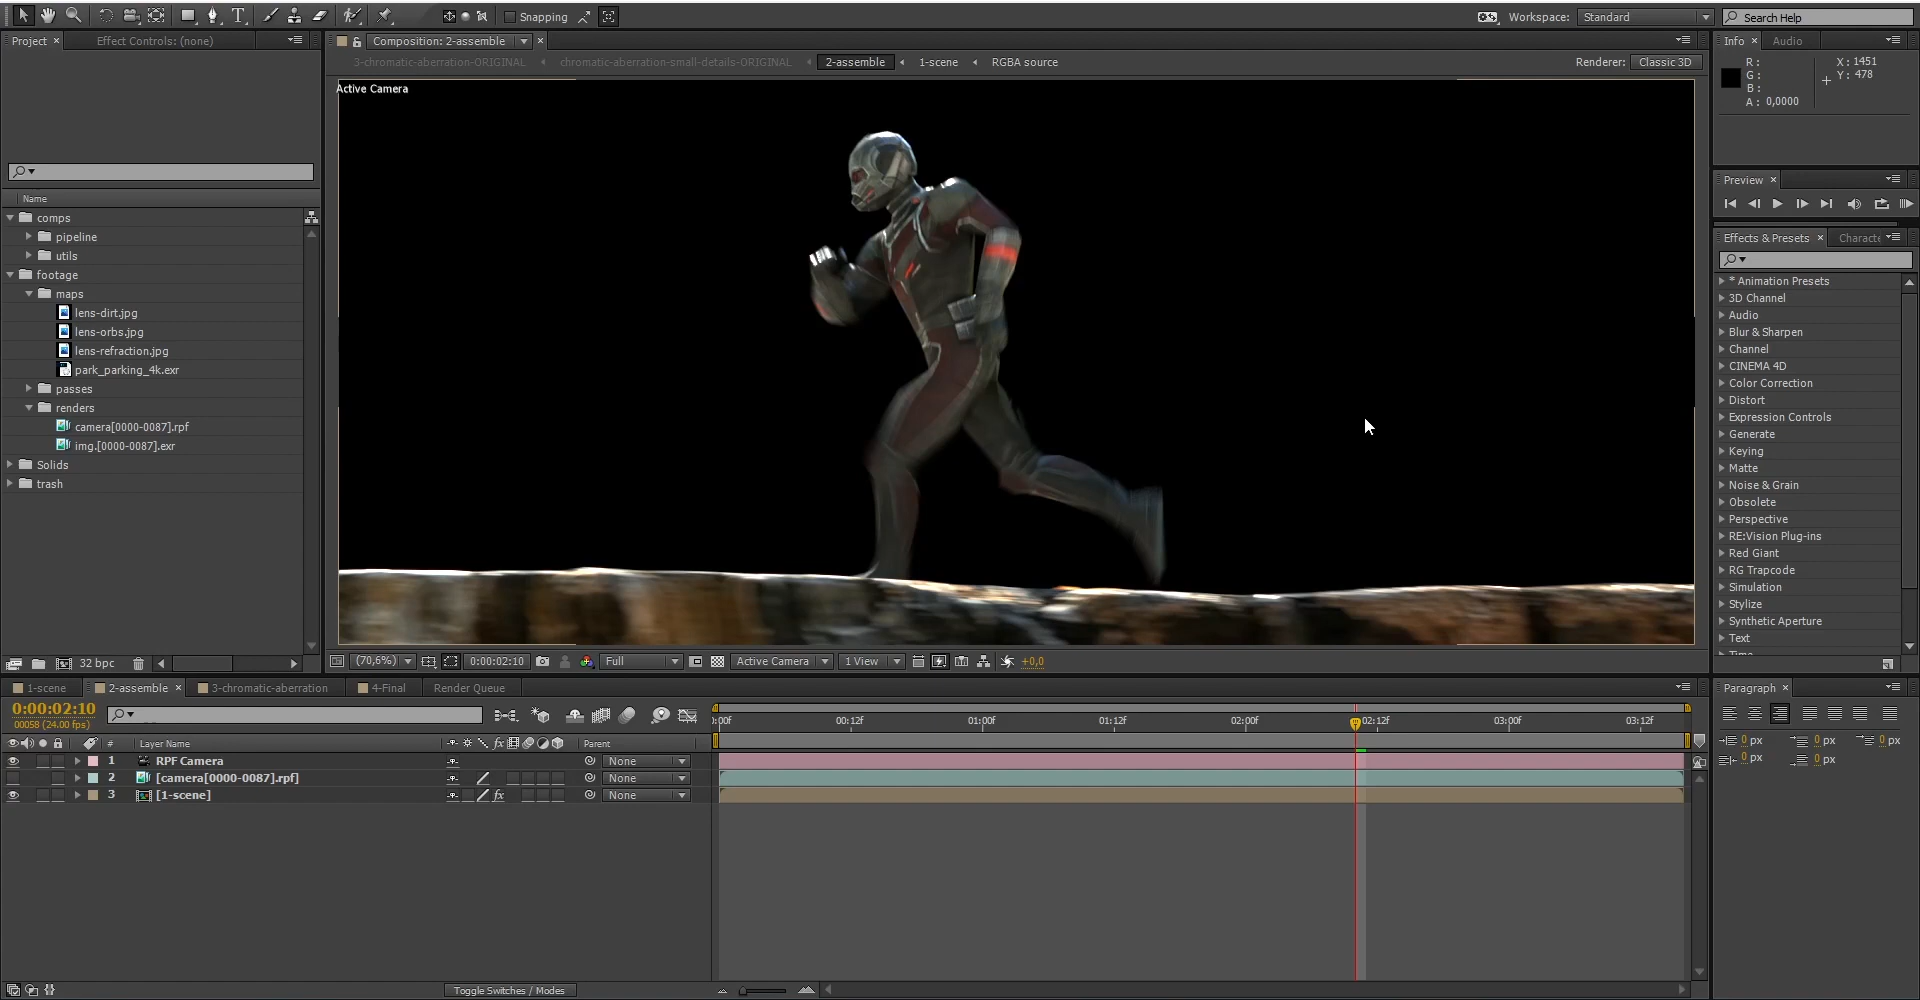 Snapping
Workspace: Standard
Search Help
Project
Effect Controls: (none)
Composition: 2-assemble
3-chromatic-aberration-ORIGINAL
chromatic-aberration-small-details-ORIGINAL
2-assemble
1-scene
RGBA source
Renderer: Classic 3D
Active Camera
Name
comps
pipeline
utils
footage
maps
lens-dirt.jpg
lens-orbs.jpg
lens-refraction.jpg
park_parking_4k.exr
passes
renders
camera[0000-0087].rpf
img.[0000-0087].exr
Solids
trash
32 bpc
(70,6%)
0:00:02:10
Full
Active Camera
1 View
+0,0
Info
Audio
R :
G :
B :
A : 0,0000
X : 1451
Y : 478
Preview
Effects & Presets
Characte
* Animation Presets
3D Channel
Audio
Blur & Sharpen
Channel
CINEMA 4D
Color Correction
Distort
Expression Controls
Generate
Keying
Matte
Noise & Grain
Obsolete
Perspective
RE:Vision Plug-ins
Red Giant
RG Trapcode
Simulation
Stylize
Synthetic Aperture
Text
Time
1-scene
2-assemble
3-chromatic-aberration
4-Final
Render Queue
0:00:02:10
00058 (24.00 fps)
):00f
00:12f
01:00f
01:12f
02:00f
02:12f
03:00f
03:12f
# Layer Name
fx
Parent
1 RPF Camera
None
2 [camera[0000-0087].rpf]
None
3 [1-scene]
fx
None
Toggle Switches / Modes
Paragraph
0 px
0 px
0 px
0 px
0 px